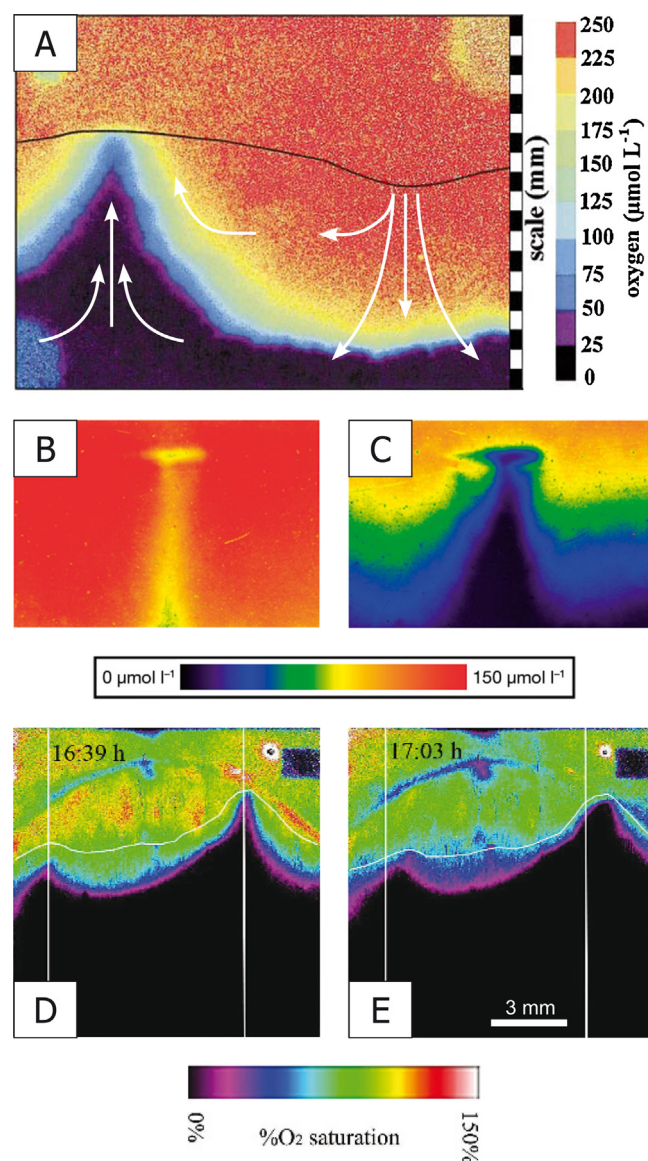 A
scale (mm)
250
225
200
175
150
125
100
75
50
25
0
oxygen (µmol L⁻¹)
B
C
0 µmol l⁻¹
150 µmol l⁻¹
16:39 h
17:03 h
D
E
3 mm
0%
%O₂ saturation
150%